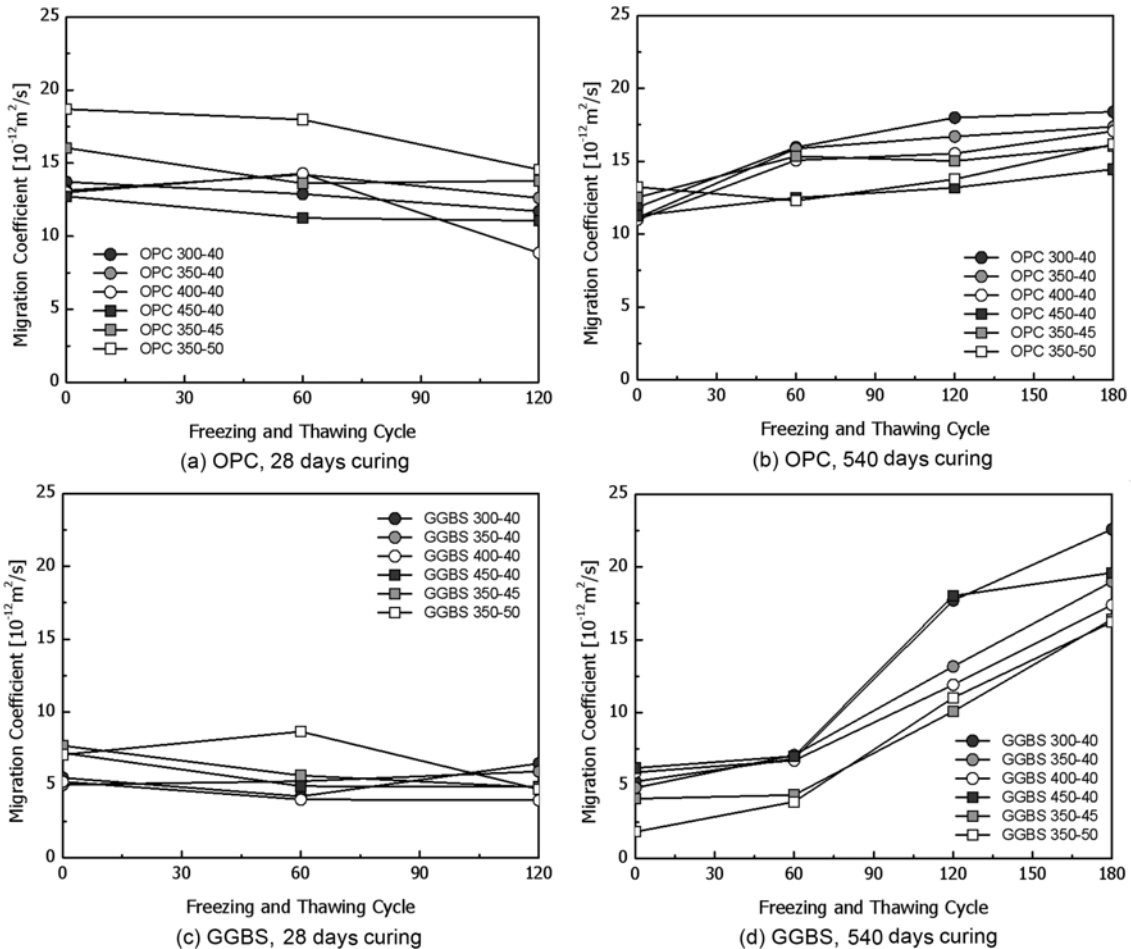 25
20
15
10
5
0
Migration Coefficient [10⁻¹²m²/s]
OPC 300-40
OPC 350-40
OPC 400-40
OPC 450-40
OPC 350-45
OPC 350-50
0 30 60 90 120
Freezing and Thawing Cycle
(a) OPC, 28 days curing
25
20
15
10
5
0
Migration Coefficient [10⁻¹²m²/s]
OPC 300-40
OPC 350-40
OPC 400-40
OPC 450-40
OPC 350-45
OPC 350-50
0 30 60 90 120 150 180
Freezing and Thawing Cycle
(b) OPC, 540 days curing
25
20
15
10
5
0
Migration Coefficient [10⁻¹²m²/s]
GGBS 300-40
GGBS 350-40
GGBS 400-40
GGBS 450-40
GGBS 350-45
GGBS 350-50
0 30 60 90 120
Freezing and Thawing Cycle
(c) GGBS, 28 days curing
25
20
15
10
5
0
Migration Coefficient [10⁻¹²m²/s]
GGBS 300-40
GGBS 350-40
GGBS 400-40
GGBS 450-40
GGBS 350-45
GGBS 350-50
0 30 60 90 120 150 180
Freezing and Thawing Cycle
(d) GGBS, 540 days curing